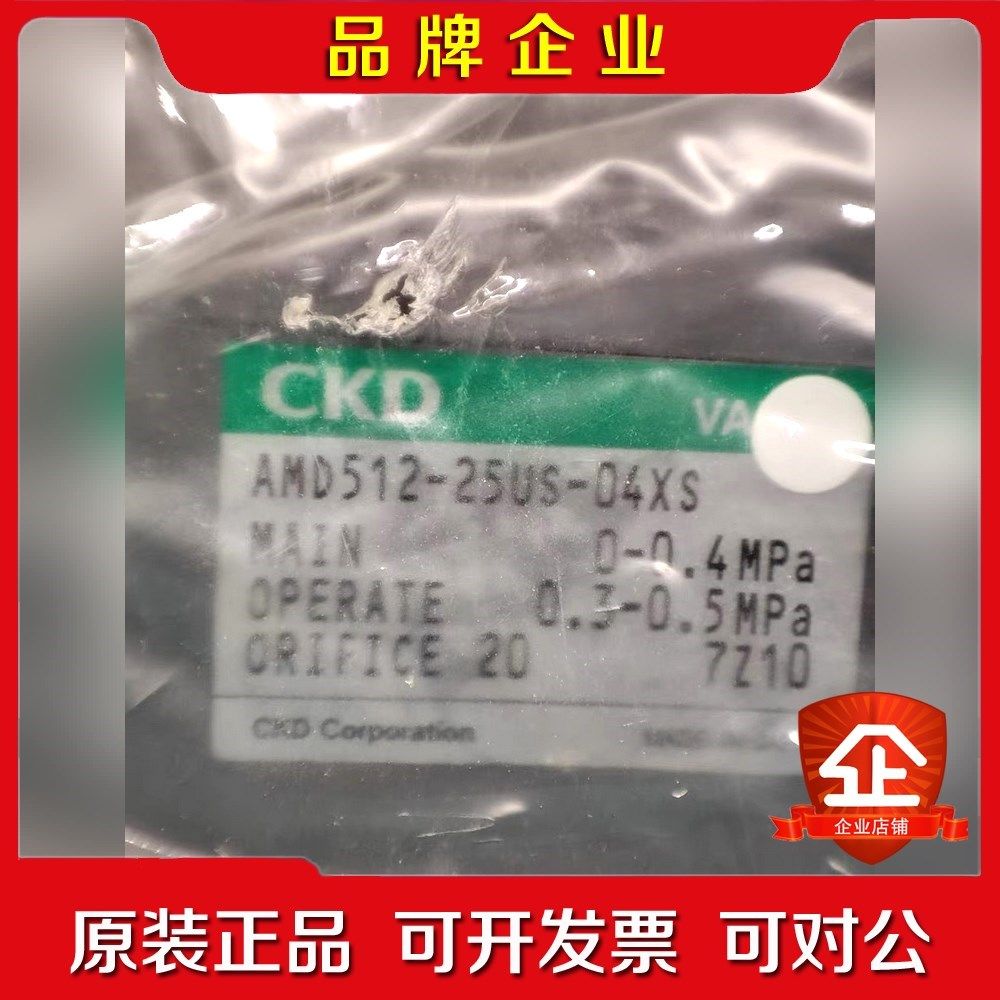 品牌企业
CKD VA
AMD512-25US-04XS
MAIN 0-0.4MPa
OPERATE 0.3-0.5MPa
ORIFICE 20 7Z10
CKD Corporation
企
企业店铺
原装正品 可开发票 可对公